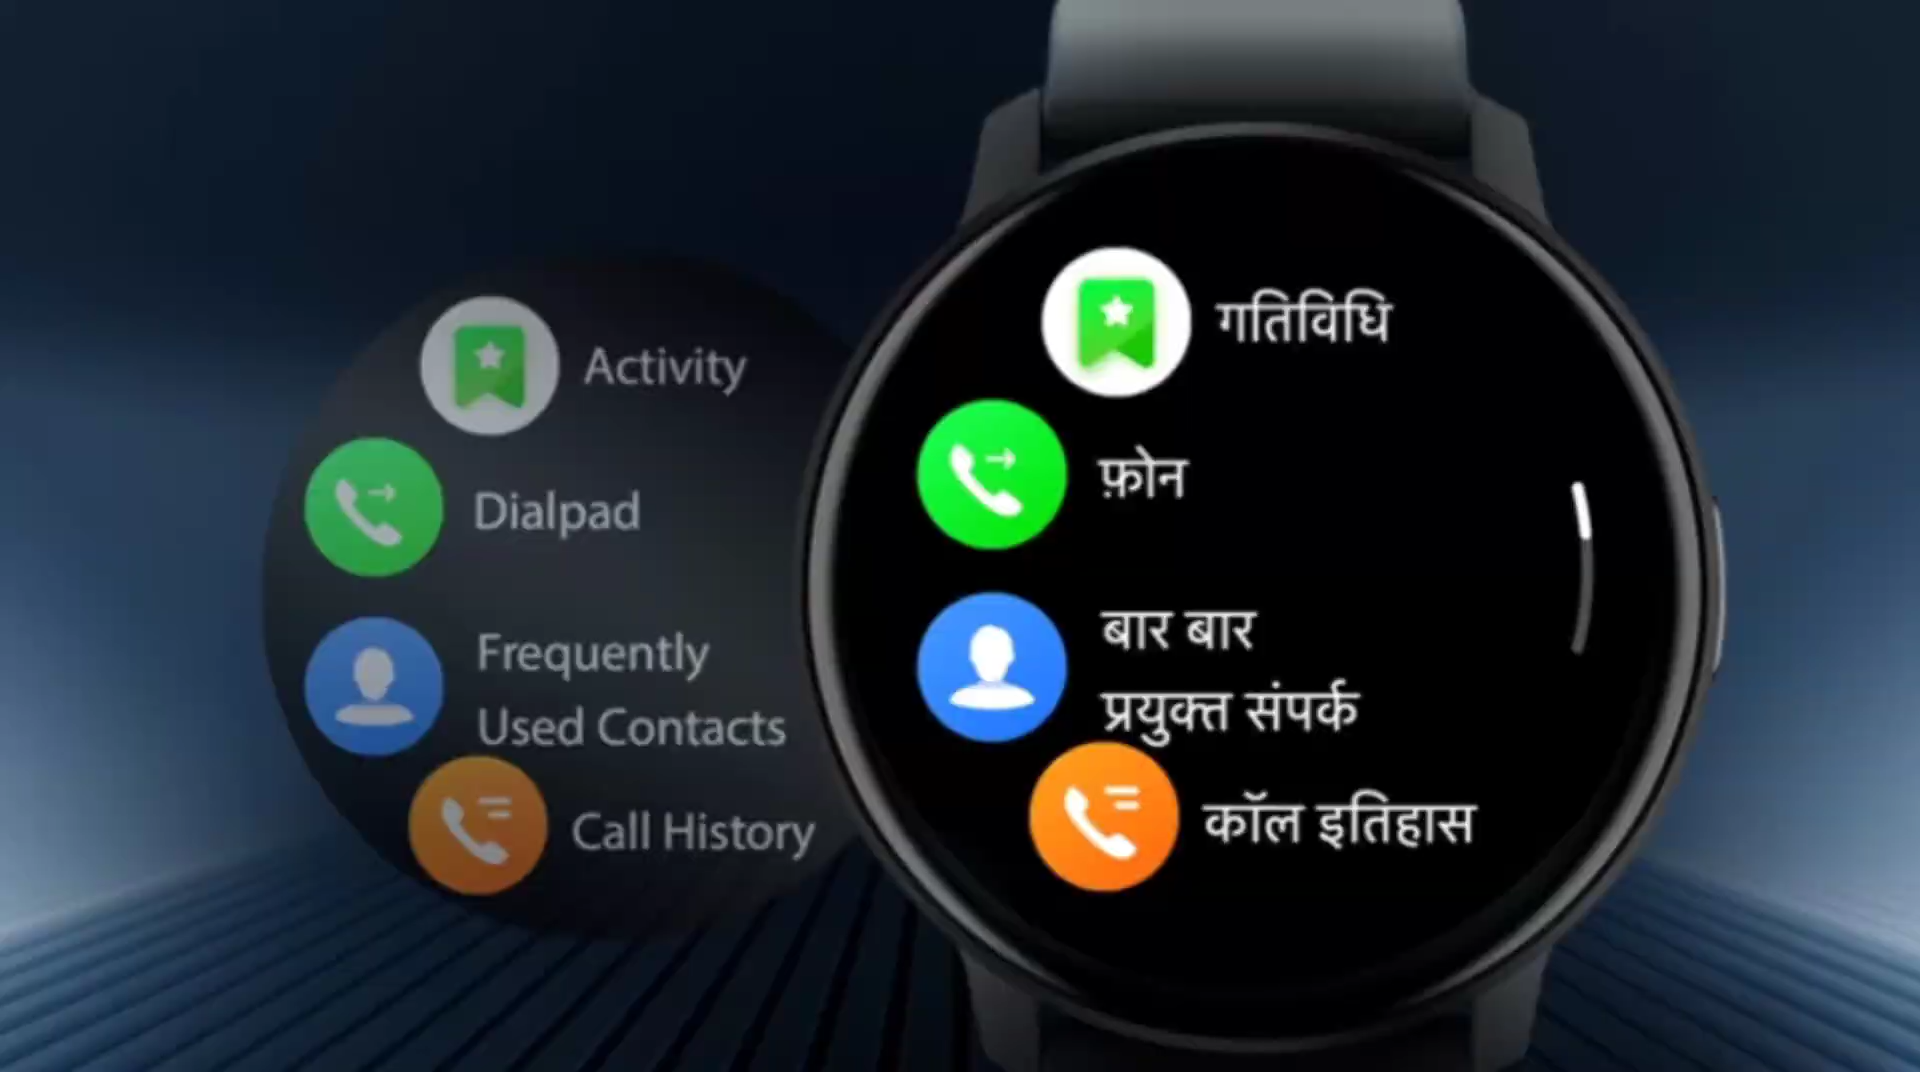 Activity
Dialpad
Frequently
Used Contacts
Call History
गतिविधि
फ़ोन
बार बार
प्रयुक्त संपर्क
कॉल इतिहास